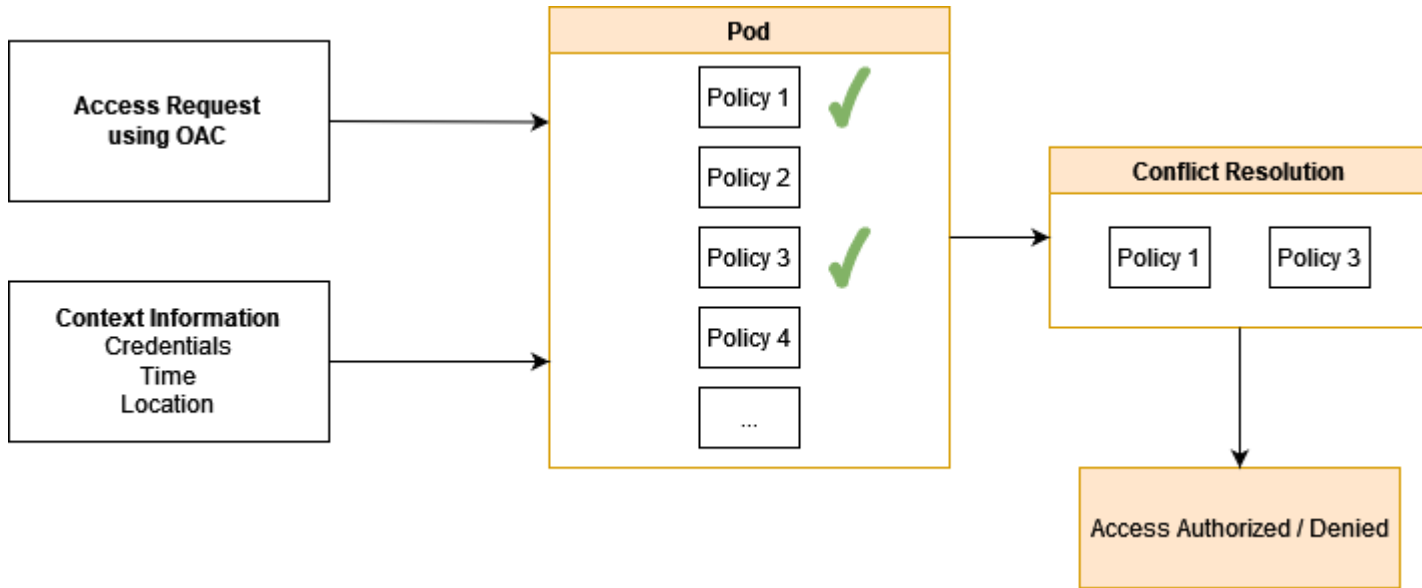 Access Request
using OAC
Context Information
Credentials
Time
Location
Pod
Policy 1
Policy 2
Policy 3
Policy 4
...
Conflict Resolution
Policy 1
Policy 3
Access Authorized / Denied